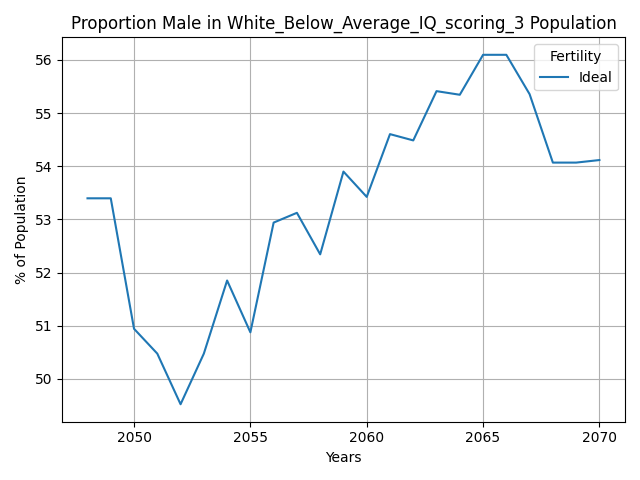 Proportion Male in White_Below_Average_IQ_scoring_3 Population
Fertility
Ideal
% of Population
56
55
54
53
52
51
50
2050 2055 2060 2065 2070
Years